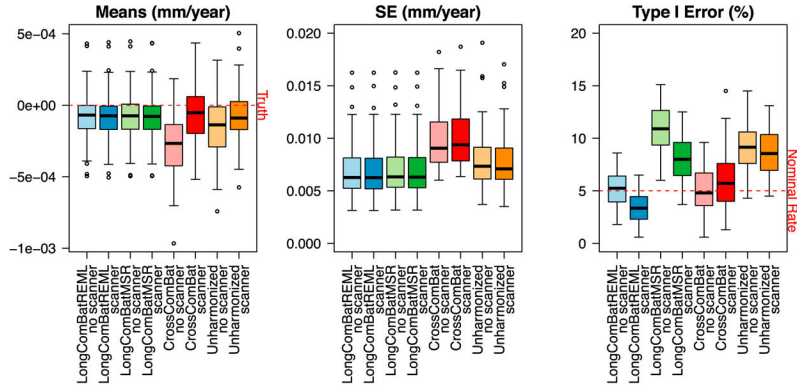 Means (mm/year)
5e−04
0e+00
−5e−04
−1e−03
Truth
LongComBatREML
no scanner
LongComBatREML
scanner
LongComBatMSR
no scanner
LongComBatMSR
scanner
CrossComBat
no scanner
CrossComBat
scanner
Unharmonized
no scanner
Unharmonized
scanner
SE (mm/year)
0.020
0.015
0.010
0.005
0.000
LongComBatREML
no scanner
LongComBatREML
scanner
LongComBatMSR
no scanner
LongComBatMSR
scanner
CrossComBat
no scanner
CrossComBat
scanner
Unharmonized
no scanner
Unharmonized
scanner
Type I Error (%)
20
15
10
5
0
Nominal Rate
LongComBatREML
no scanner
LongComBatREML
scanner
LongComBatMSR
no scanner
LongComBatMSR
scanner
CrossComBat
no scanner
CrossComBat
scanner
Unharmonized
no scanner
Unharmonized
scanner